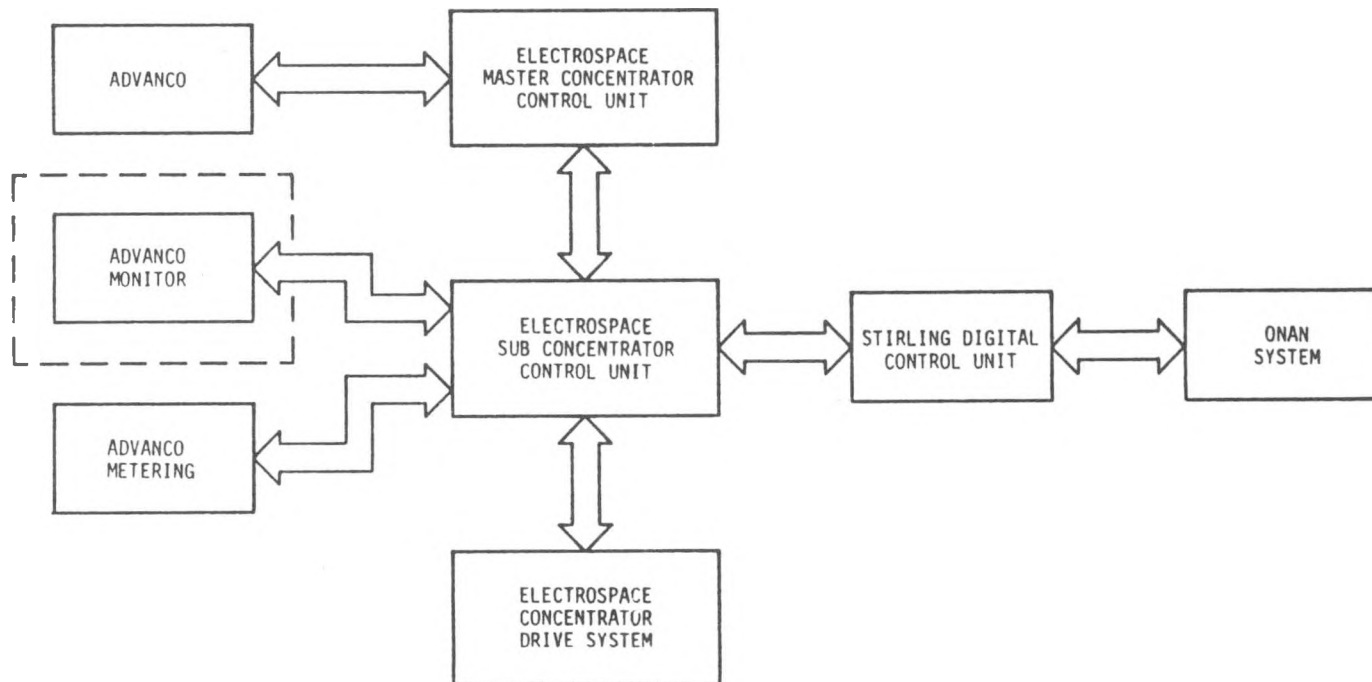 ADVANCO
ELECTROSPACE
MASTER CONCENTRATOR
CONTROL UNIT
ADVANCO
MONITOR
ELECTROSPACE
SUB CONCENTRATOR
CONTROL UNIT
STIRLING DIGITAL
CONTROL UNIT
ONAN
SYSTEM
ADVANCO
METERING
ELECTROSPACE
CONCENTRATOR
DRIVE SYSTEM